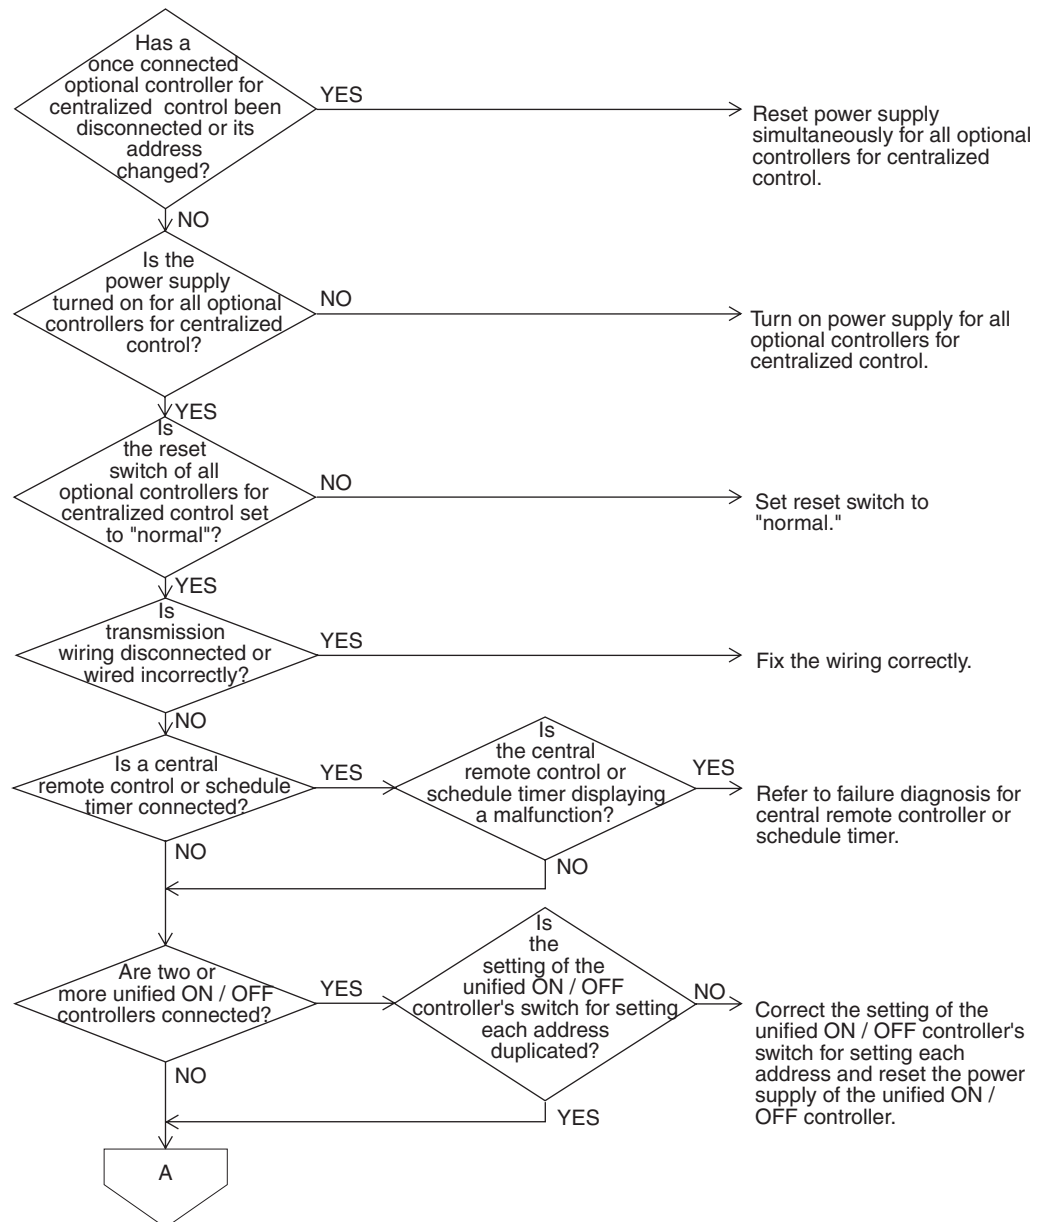 Has a
once connected
optional controller for
centralized control been
disconnected or its
address
changed?
YES
Reset power supply
simultaneously for all optional
controllers for centralized
control.
NO
Is the
power supply
turned on for all optional
controllers for centralized
control?
NO
Turn on power supply for all
optional controllers for
centralized control.
YES
Is
the reset
switch of all
optional controllers for
centralized control set
to "normal"?
NO
Set reset switch to
"normal."
YES
Is
transmission
wiring disconnected or
wired incorrectly?
YES
Fix the wiring correctly.
NO
Is a central
remote control or schedule
timer connected?
YES
Is
the central
remote control or
schedule timer displaying
a malfunction?
YES
Refer to failure diagnosis for
central remote controller or
schedule timer.
NO
NO
Are two or
more unified ON / OFF
controllers connected?
YES
Is
the
setting of the
unified ON / OFF
controller's switch for setting
each address
duplicated?
NO
Correct the setting of the
unified ON / OFF controller's
switch for setting each
address and reset the power
supply of the unified ON /
OFF controller.
NO
YES
A